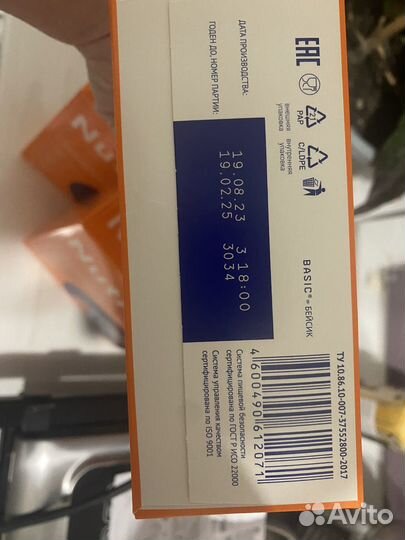 ДАТА ПРОИЗВОДСТВА:
ГОДЕН ДО, НОМЕР ПАРТИИ:
19.08.23 3 18:00
19.02.25 3034
EAC
21
PAP
внешняя
упаковка
C/LDPE
внутренняя
упаковка
BASIC® = БЕЙСИК
ТУ 10.86.10-007-37552800-2017
4 600490 612071
Система пищевой безопасности
сертифицирована по ГОСТ Р ИСО 22000
Система управления качеством
сертифицирована по ISO 9001
Nu
Avito